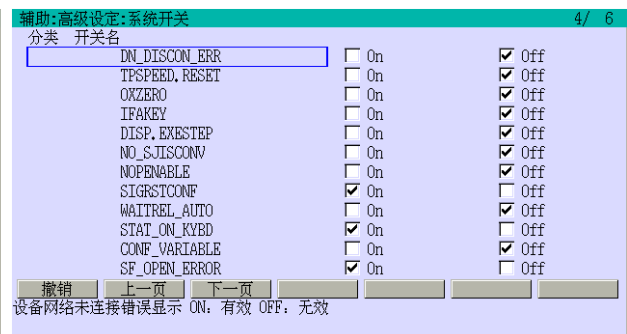 辅助:高级设定:系统开关 4/ 6
分类 开关名
DN_DISCON_ERR On Off
TPSPEED.RESET On Off
OXZERO On Off
IFAKEY On Off
DISP.EXESTEP On Off
NO_SJISCONV On Off
NOPENABLE On Off
SIGRSTCONF On Off
WAITREL_AUTO On Off
STAT_ON_KYBD On Off
CONF_VARIABLE On Off
SF_OPEN_ERROR On Off
撤销 上一页 下一页
设备网络未连接错误显示 ON: 有效 OFF: 无效